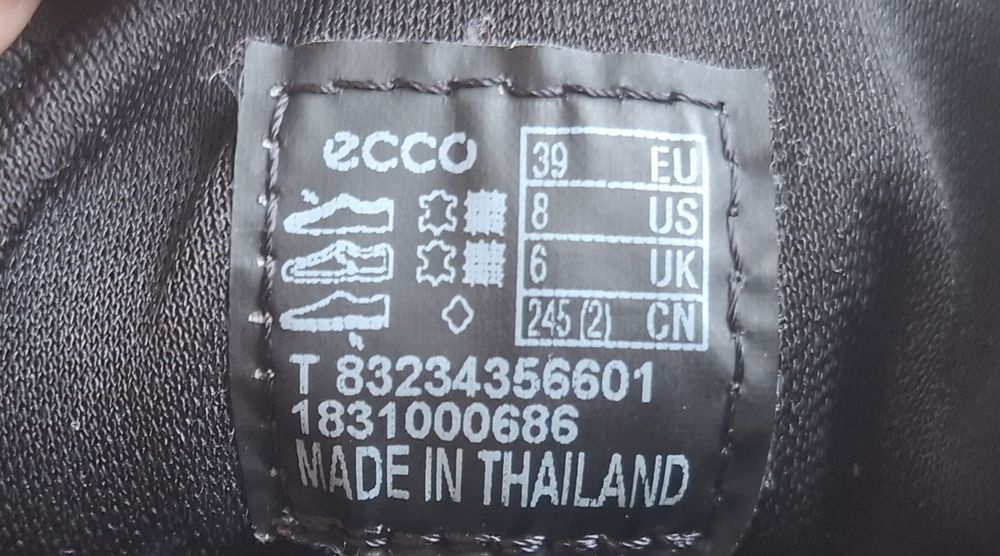 ecco
39 EU
8 US
6 UK
245 (2) CN
T 83234356601
1831000686
MADE IN THAILAND